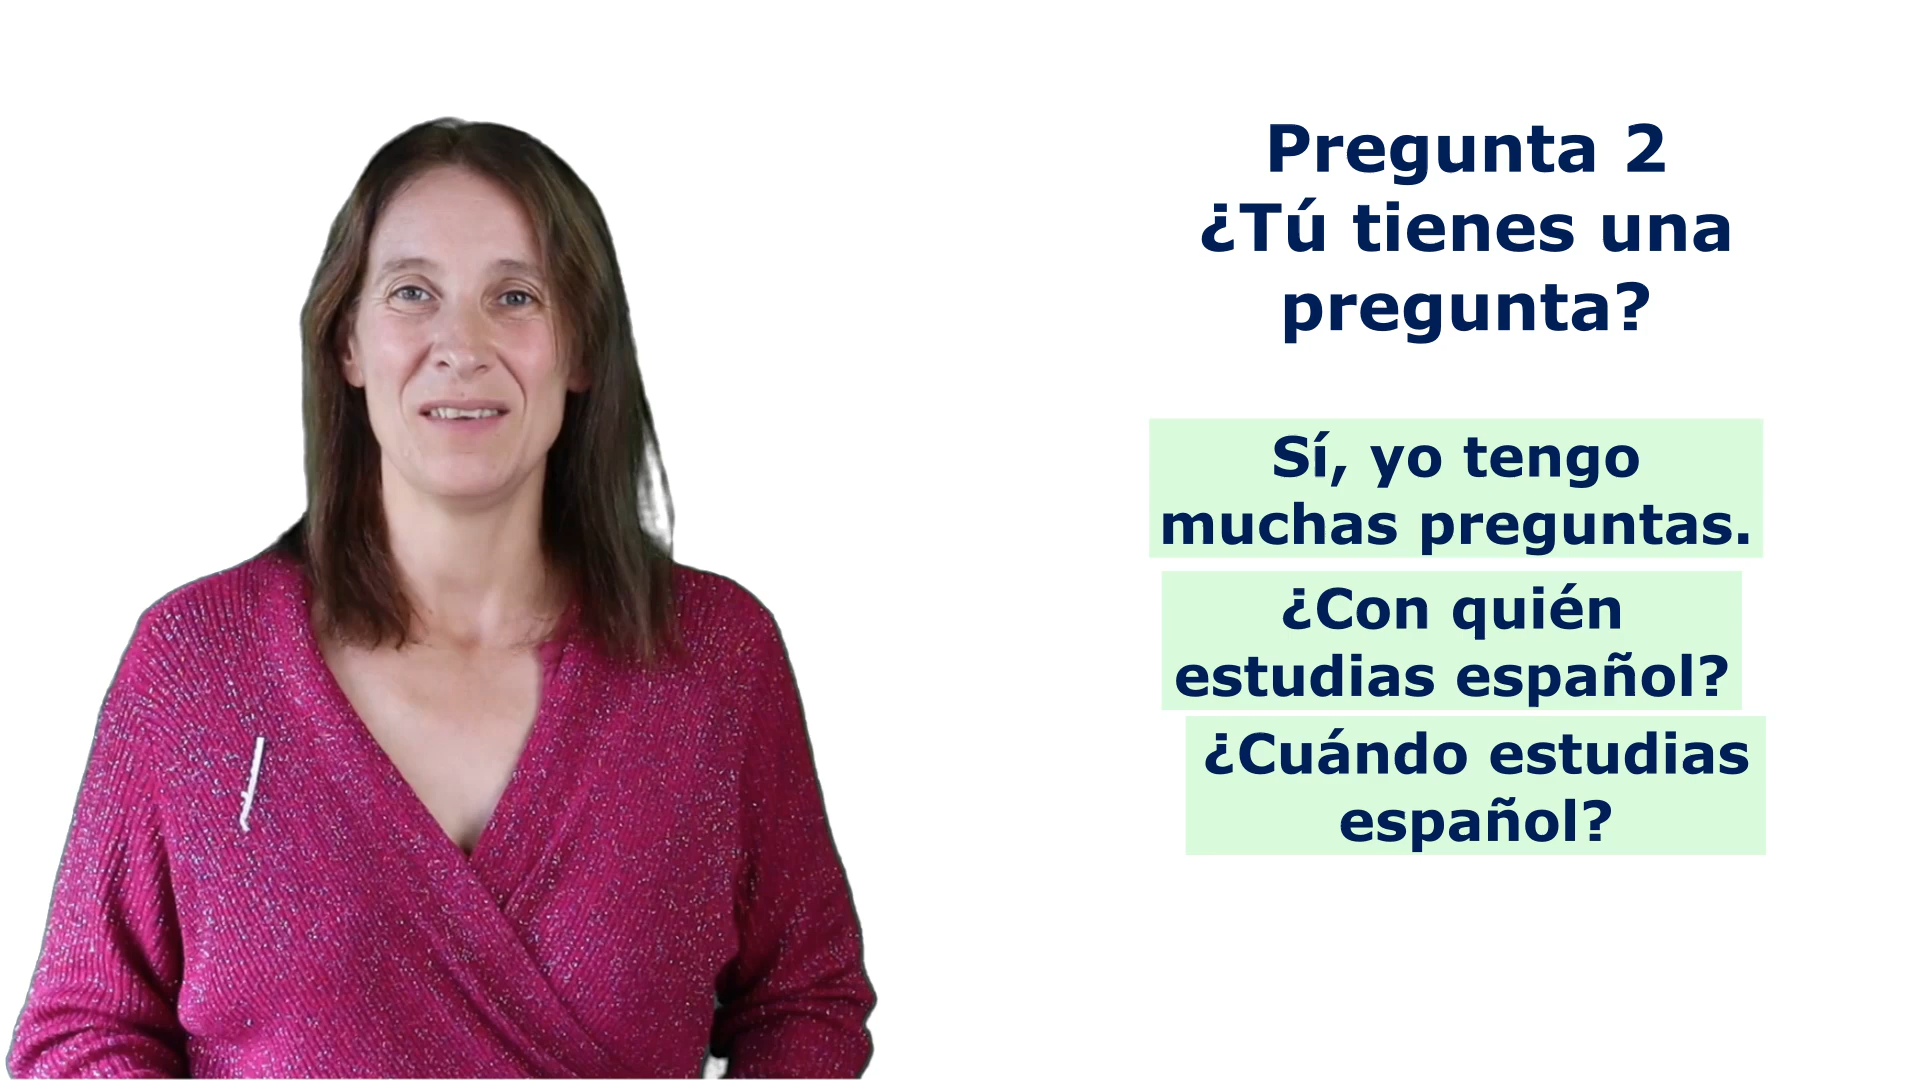 Pregunta 2
¿Tú tienes una
pregunta?
Sí, yo tengo
muchas preguntas.
¿Con quién
estudias español?
¿Cuándo estudias
español?